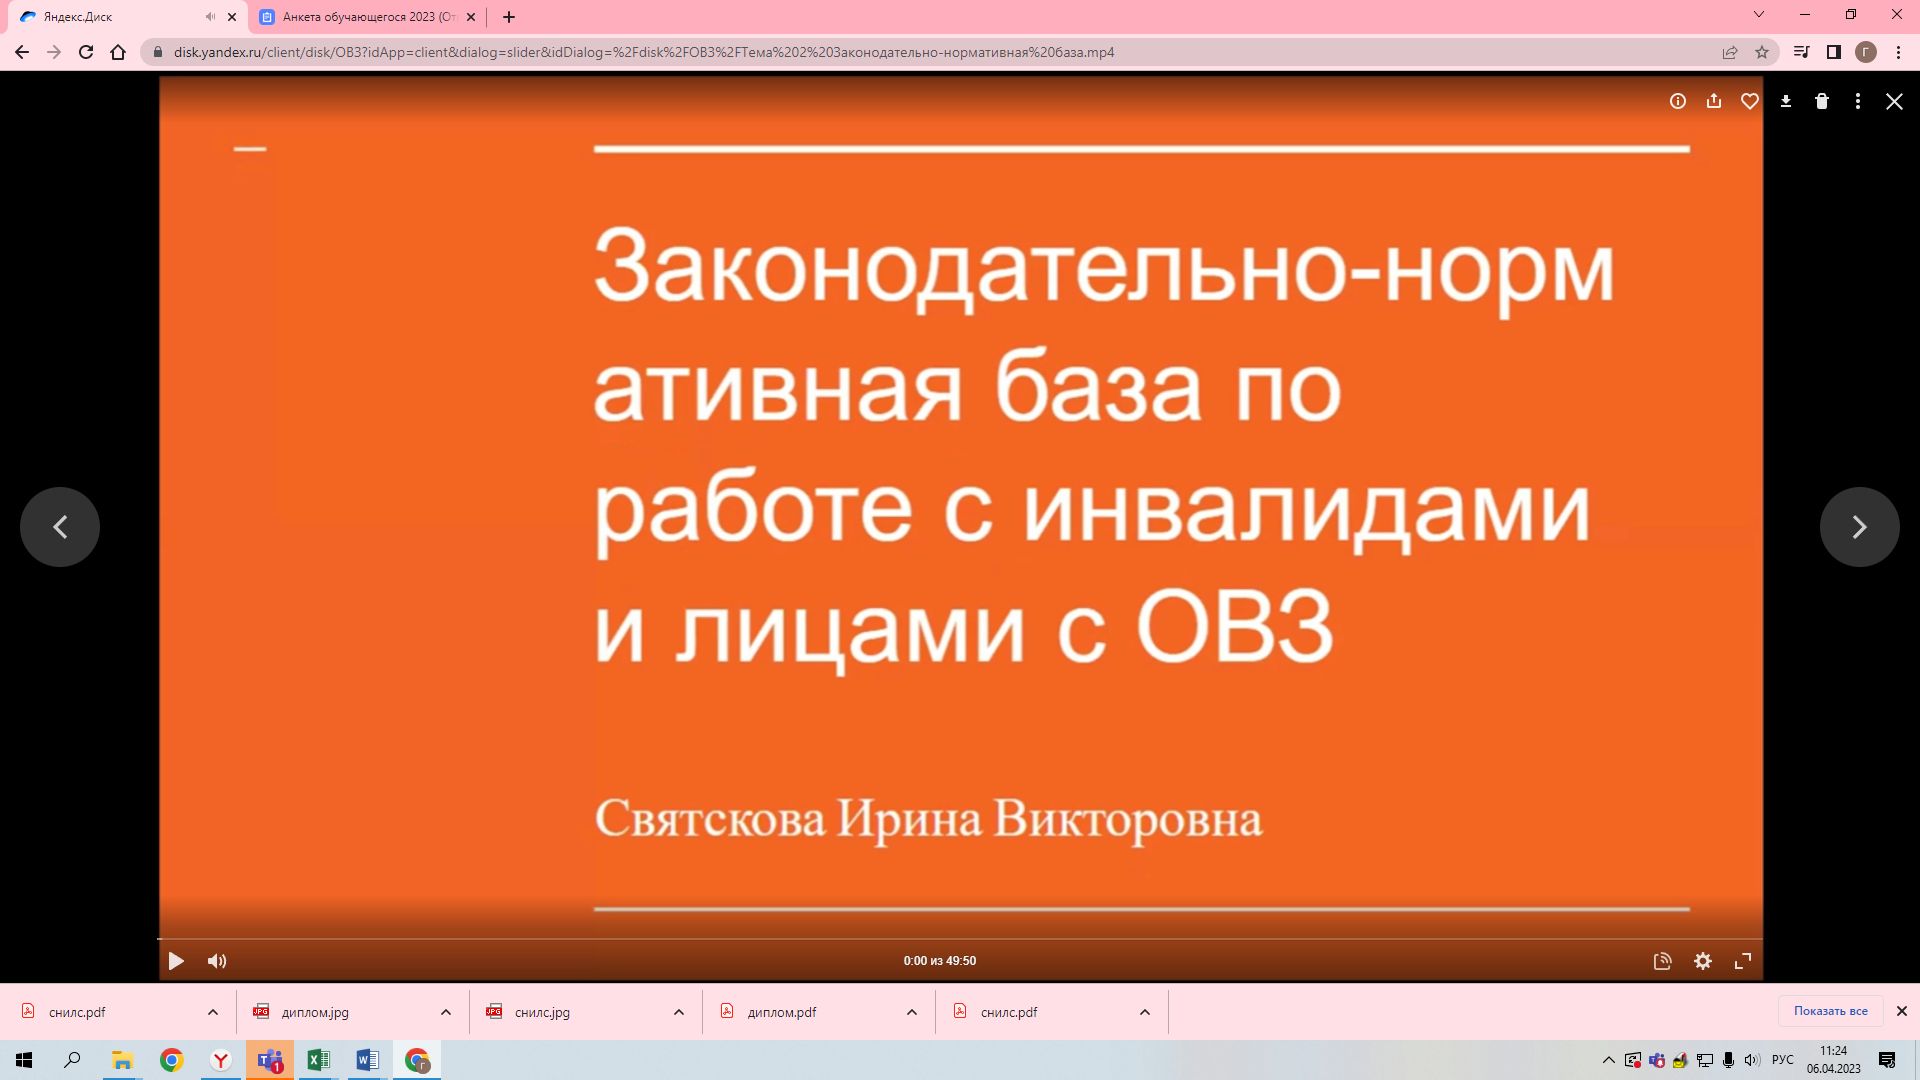 Яндекс.Диск
Анкета обучающегося 2023 (От
disk.yandex.ru/client/disk/ОВЗ?idApp=client&dialog=slider&idDialog=%2Fdisk%2FОВЗ%2FТема%202%20Законодательно-нормативная%20база.mp4
Г
Законодательно-норм
ативная база по
работе с инвалидами
и лицами с ОВЗ
Святскова Ирина Викторовна
0:00 из 49:50
снилс.pdf
диплом.jpg
снилс.jpg
диплом.pdf
снилс.pdf
Показать все
РУС
11:24
06.04.2023